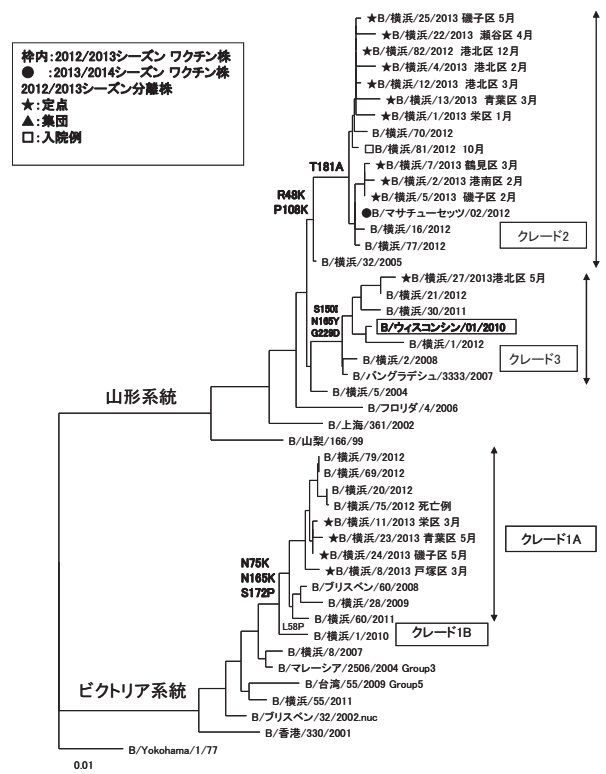 枠内:2012/2013シーズン ワクチン株
● :2013/2014シーズン ワクチン株
2012/2013シーズン分離株
★:定点
▲:集団
□:入院例
★B/横浜/25/2013 磯子区 5月
★B/横浜/22/2013 瀬谷区 4月
★B/横浜/82/2012 港北区 12月
★B/横浜/4/2013 港北区 2月
★B/横浜/12/2013 港北区 3月
★B/横浜/13/2013 青葉区 3月
★B/横浜/1/2013 栄区 1月
B/横浜/70/2012
□B/横浜/81/2012 10月
T181A
★B/横浜/7/2013 鶴見区 3月
★B/横浜/2/2013 港南区 2月
★B/横浜/5/2013 磯子区 2月
R48K
P108K
●B/マサチューセッツ/02/2012
B/横浜/16/2012
クレード2
B/横浜/77/2012
B/横浜/32/2005
★B/横浜/27/2013港北区 5月
B/横浜/21/2012
S150I
N165Y
G229D
B/横浜/30/2011
B/ウィスコンシン/01/2010
B/横浜/1/2012
クレード3
B/横浜/2/2008
B/バングラデシュ/3333/2007
B/横浜/5/2004
山形系統
B/フロリダ/4/2006
B/上海/361/2002
B/山梨/166/99
B/横浜/79/2012
B/横浜/69/2012
B/横浜/20/2012
B/横浜/75/2012 死亡例
★B/横浜/11/2013 栄区 3月
★B/横浜/23/2013 青葉区 5月
クレード1A
★B/横浜/24/2013 磯子区 5月
★B/横浜/8/2013 戸塚区 3月
N75K
N165K
S172P
B/ブリスベン/60/2008
B/横浜/28/2009
B/横浜/60/2011
L58P
B/横浜/1/2010
クレード1B
B/横浜/8/2007
B/マレーシア/2506/2004 Group3
ビクトリア系統
B/台湾/55/2009 Group5
B/横浜/55/2011
B/ブリスベン/32/2002.nuc
B/香港/330/2001
B/Yokohama/1/77
0.01